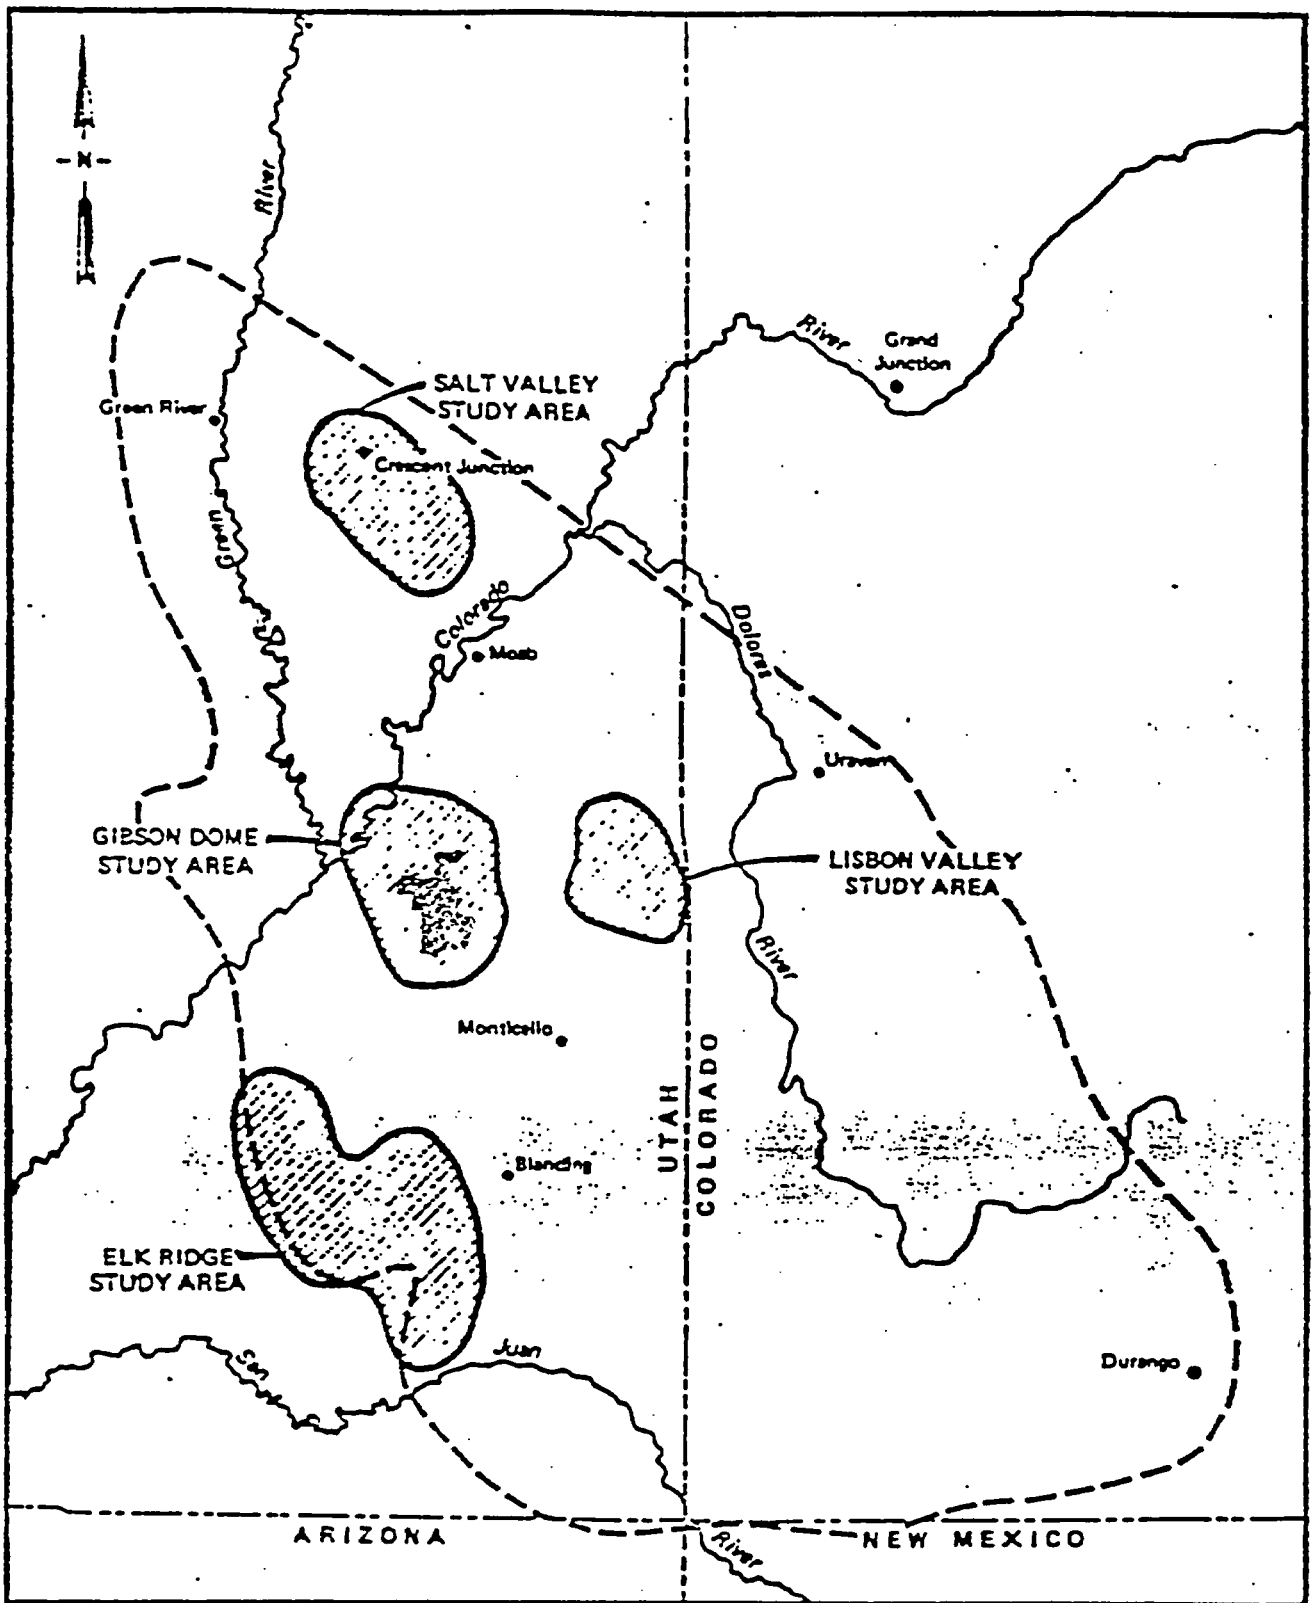 N
River
River
Grand
Junction
SALT VALLEY
STUDY AREA
Green River
Crescent Junction
Green
Colorado
Moab
Dolores
Uravan
GIBSON DOME
STUDY AREA
LISBON VALLEY
STUDY AREA
River
Monticello
UTAH
COLORADO
Blanding
ELK RIDGE
STUDY AREA
San
Juan
Durango
ARIZONA
NEW MEXICO
River